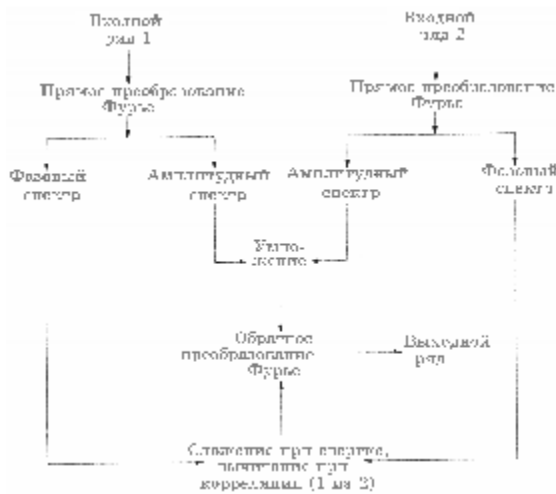 Входной
ряд 1
Входной
ряд 2
Прямое преобразование
Фурье
Прямое преобразование
Фурье
Фазовый
спектр
Амплитудный
спектр
Амплитудный
спектр
Фазовый
спектр
Умно-
жение
Обратное
преобразование
Фурье
Выходной
ряд
Сложение при свертке,
вычитание при
корреляции (1 на 2)